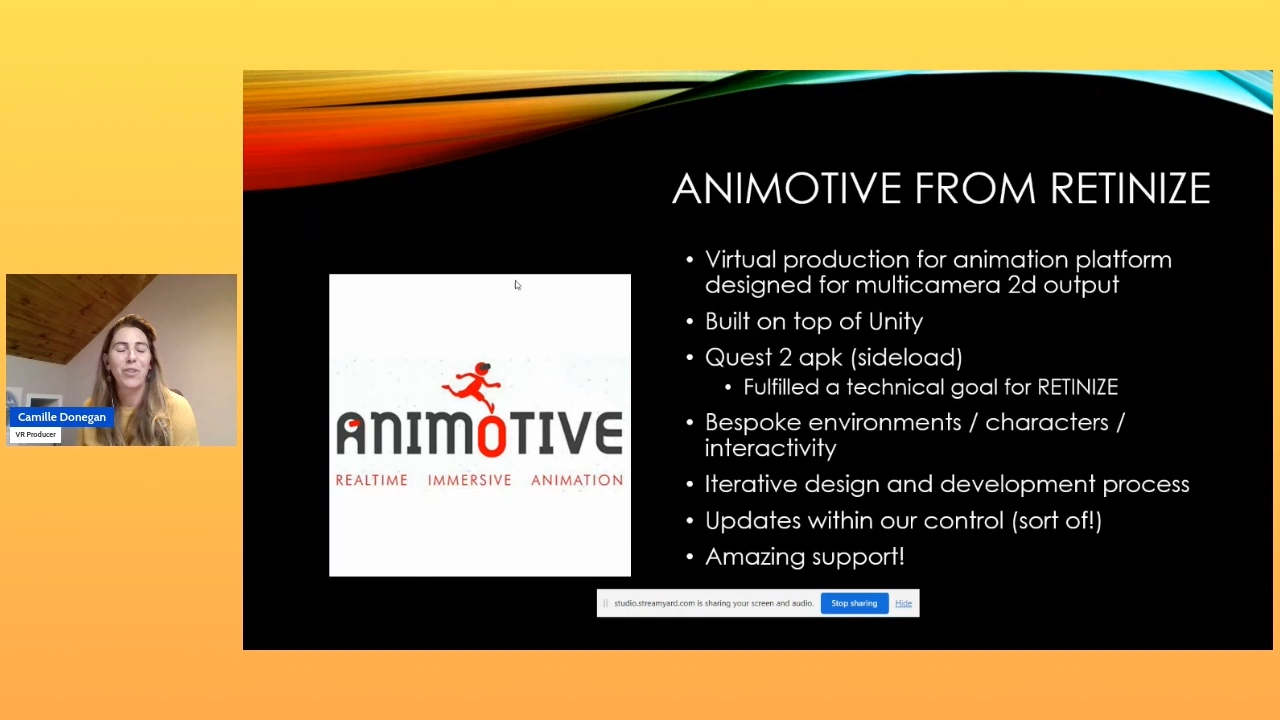 ANIMOTIVE FROM RETINIZE
• Virtual production for animation platform
designed for multicamera 2d output
• Built on top of Unity
• Quest 2 apk (sideload)
• Fulfilled a technical goal for RETINIZE
• Bespoke environments / characters /
interactivity
• Iterative design and development process
• Updates within our control (sort of!)
• Amazing support!
ANIMOTIVE
REALTIME IMMERSIVE ANIMATION
Camille Donegan
VR Producer
studio.streamyard.com is sharing your screen and audio. Stop sharing Hide